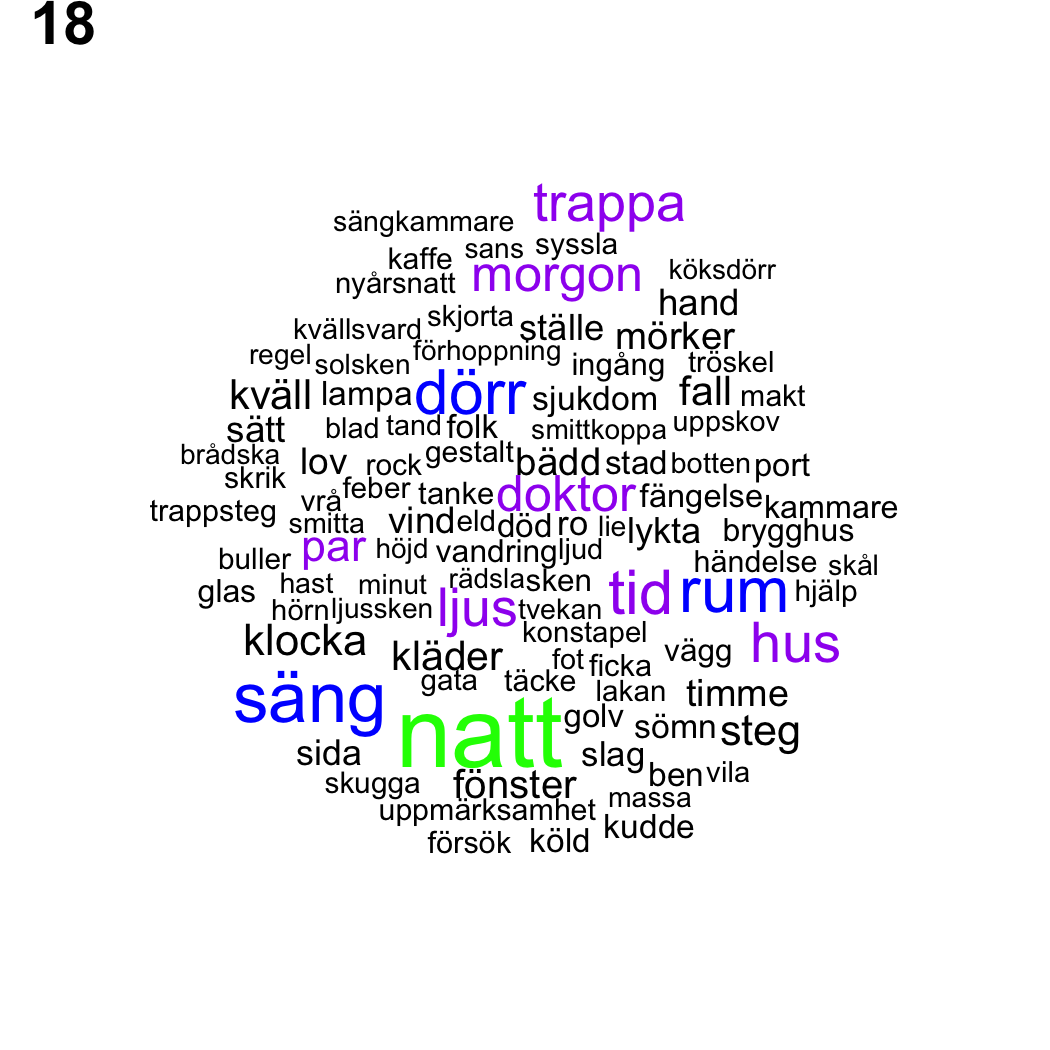 18
trappa
sängkammare
sans syssla
kaffe
morgon köksdörr
nyårsnatt
hand
skjorta
kvällsvard ställe mörker
regel solsken förhoppning ingång tröskel
kväll lampa dörr sjukdom fall makt
sätt blad tand folk smittkoppa uppskov
brådska lov rock gestalt bädd stad botten port
skrik
vrå feber tanke doktor fängelse kammare
trappsteg smitta vind eld död ro lie lykta brygghus
par höjd vandring ljud
buller händelse skål
glas hast minut rädsla sken tid rum hjälp
hörn ljussken ljus tvekan
klocka konstapel hus
kläder fot ficka vägg
gata täcke lakan timme
säng natt golv sömn steg
sida slag
skugga fönster ben vila
uppmärksamhet massa
försök köld kudde